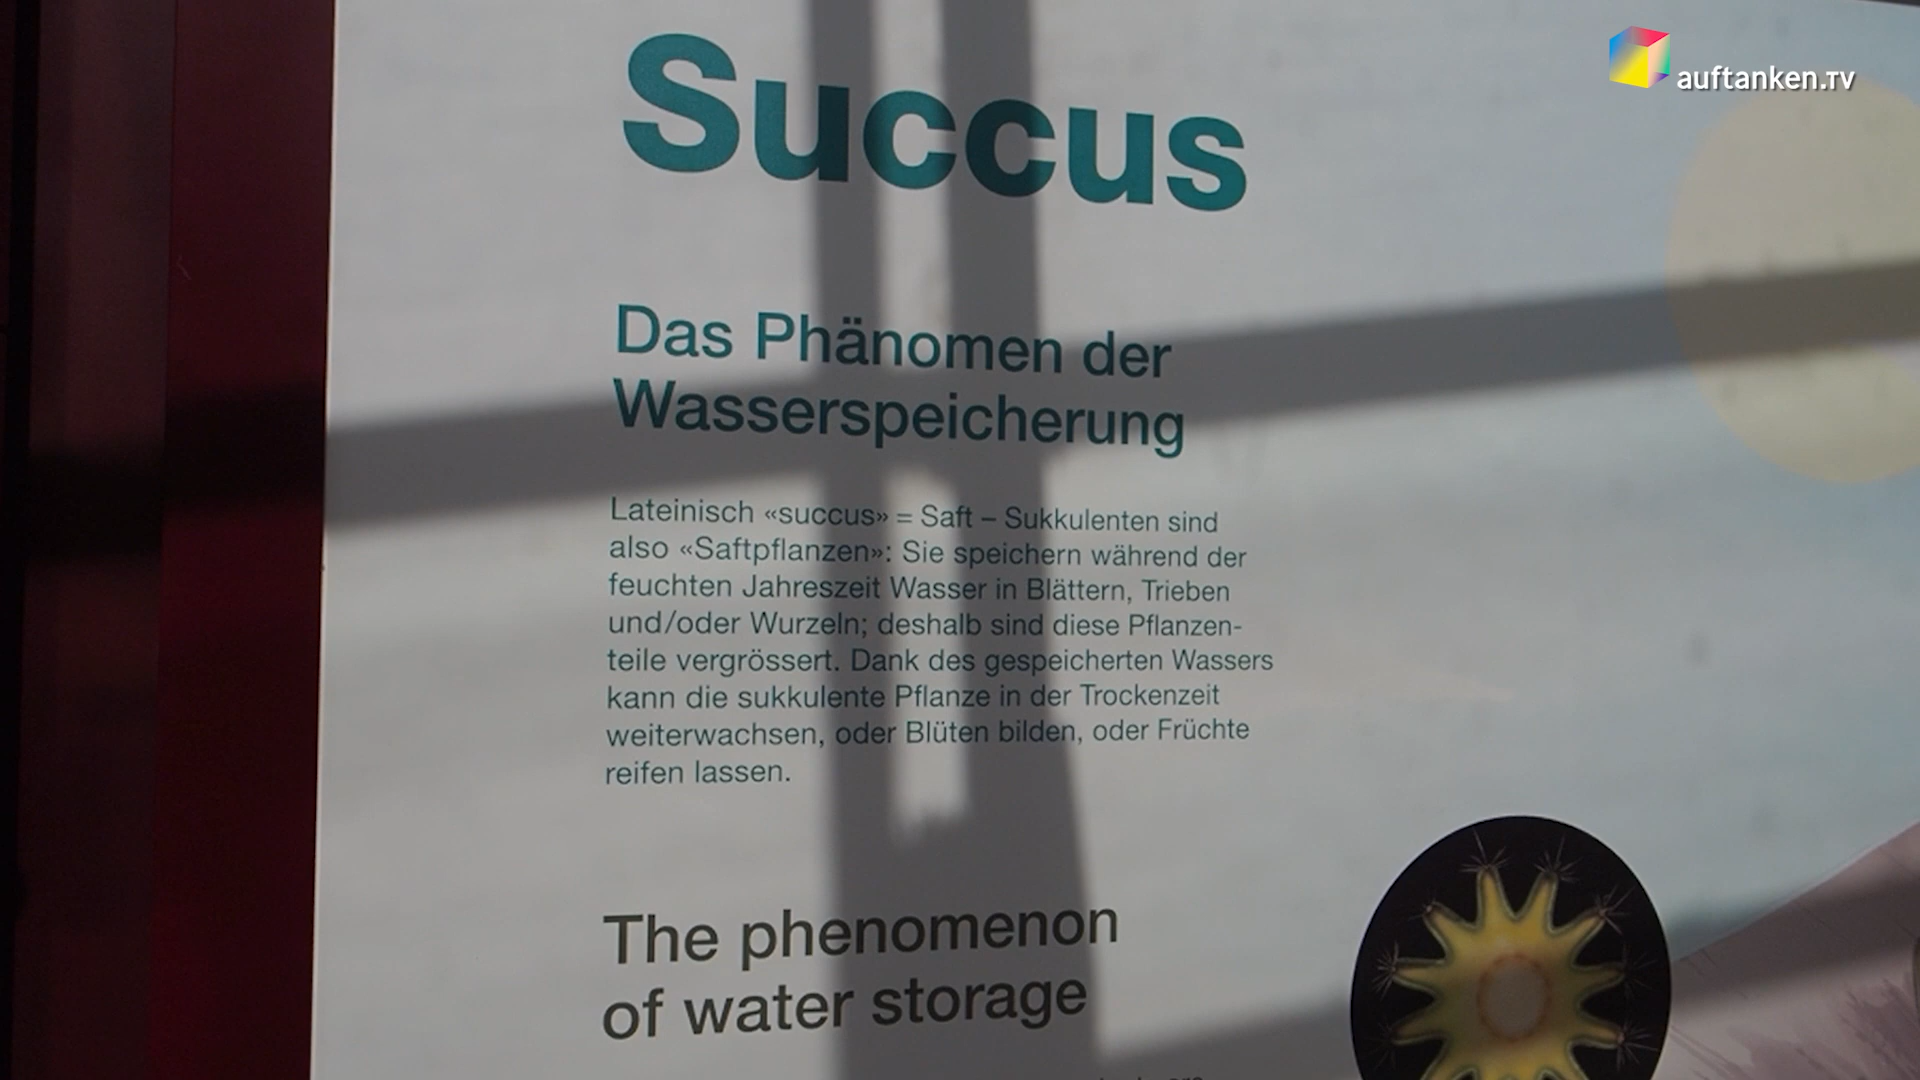 auftanken.TV
Succus
Das Phänomen der
Wasserspeicherung
Lateinisch «succus» = Saft – Sukkulenten sind
also «Saftpflanzen»: Sie speichern während der
feuchten Jahreszeit Wasser in Blättern, Trieben
und/oder Wurzeln; deshalb sind diese Pflanzen-
teile vergrössert. Dank des gespeicherten Wassers
kann die sukkulente Pflanze in der Trockenzeit
weiterwachsen, oder Blüten bilden, oder Früchte
reifen lassen.
The phenomenon
of water storage